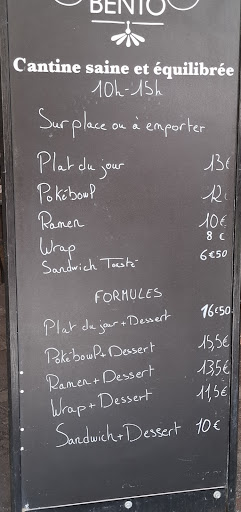 BENTO
Cantine saine et équilibrée
10h-15h
Sur place ou à emporter
Plat du jour 13€
Pokébowl 12€
Ramen 10€
Wrap 8€
Sandwich Toasté 6€50
FORMULES
Plat du jour + Dessert 16€50
Pokébowl + Dessert 15,5€
Ramen + Dessert 13,5€
Wrap + Dessert 11,5€
Sandwich + Dessert 10€